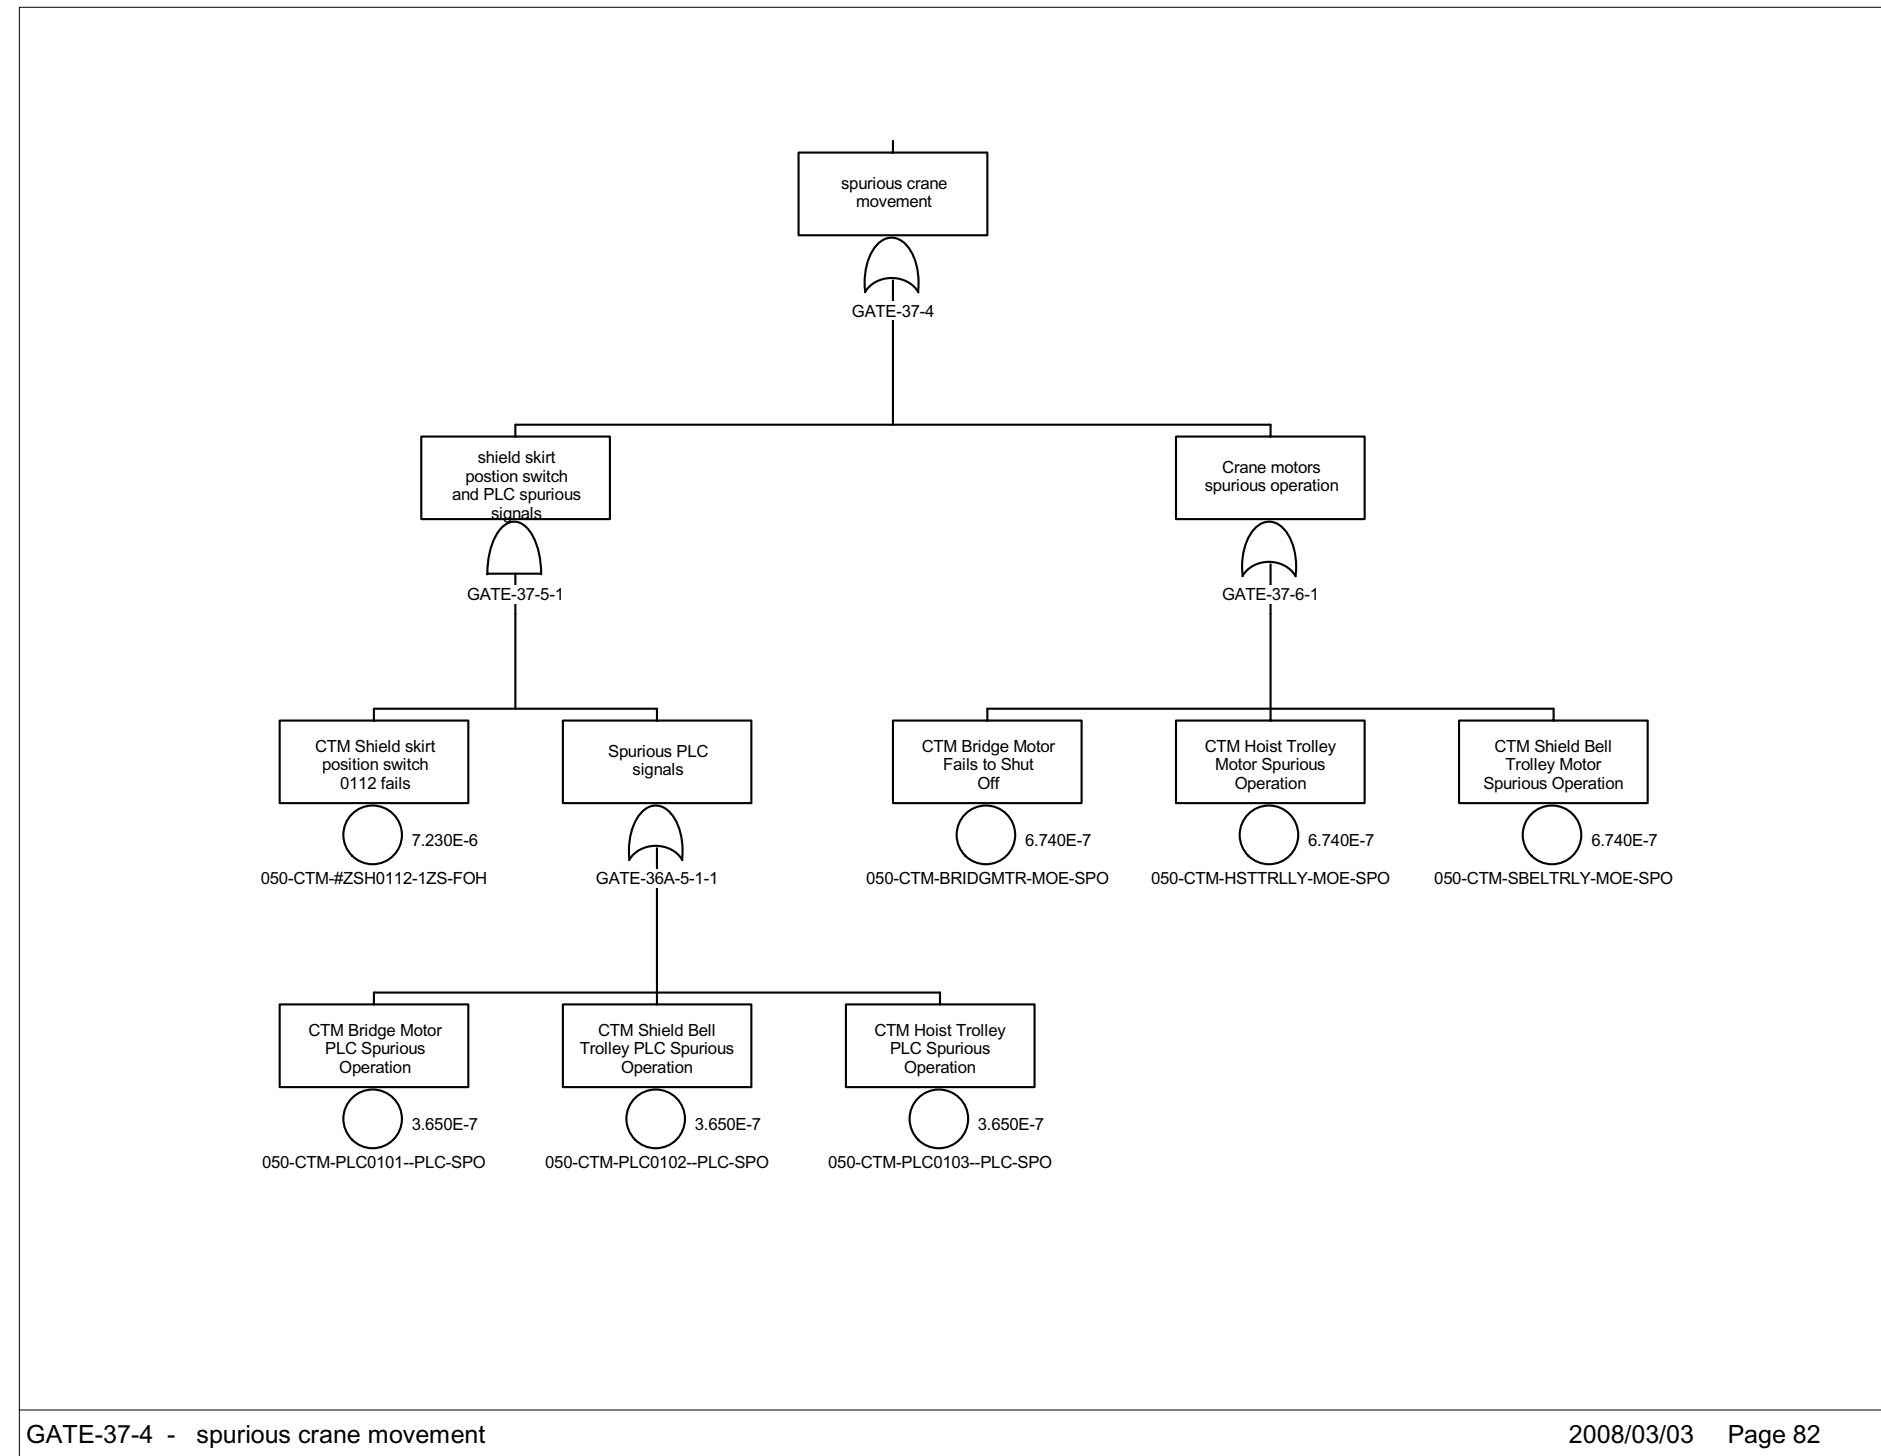 spurious crane
movement
GATE-37-4
shield skirt
postion switch
and PLC spurious
signals
GATE-37-5-1
Crane motors
spurious operation
GATE-37-6-1
CTM Shield skirt
position switch
0112 fails
7.230E-6
050-CTM-#ZSH0112-1ZS-FOH
Spurious PLC
signals
GATE-36A-5-1-1
CTM Bridge Motor
Fails to Shut
Off
6.740E-7
050-CTM-BRIDGMTR-MOE-SPO
CTM Hoist Trolley
Motor Spurious
Operation
6.740E-7
050-CTM-HSTTRLLY-MOE-SPO
CTM Shield Bell
Trolley Motor
Spurious Operation
6.740E-7
050-CTM-SBELTRLY-MOE-SPO
CTM Bridge Motor
PLC Spurious
Operation
3.650E-7
050-CTM-PLC0101--PLC-SPO
CTM Shield Bell
Trolley PLC Spurious
Operation
3.650E-7
050-CTM-PLC0102--PLC-SPO
CTM Hoist Trolley
PLC Spurious
Operation
3.650E-7
050-CTM-PLC0103--PLC-SPO
GATE-37-4 - spurious crane movement
2008/03/03 Page 82